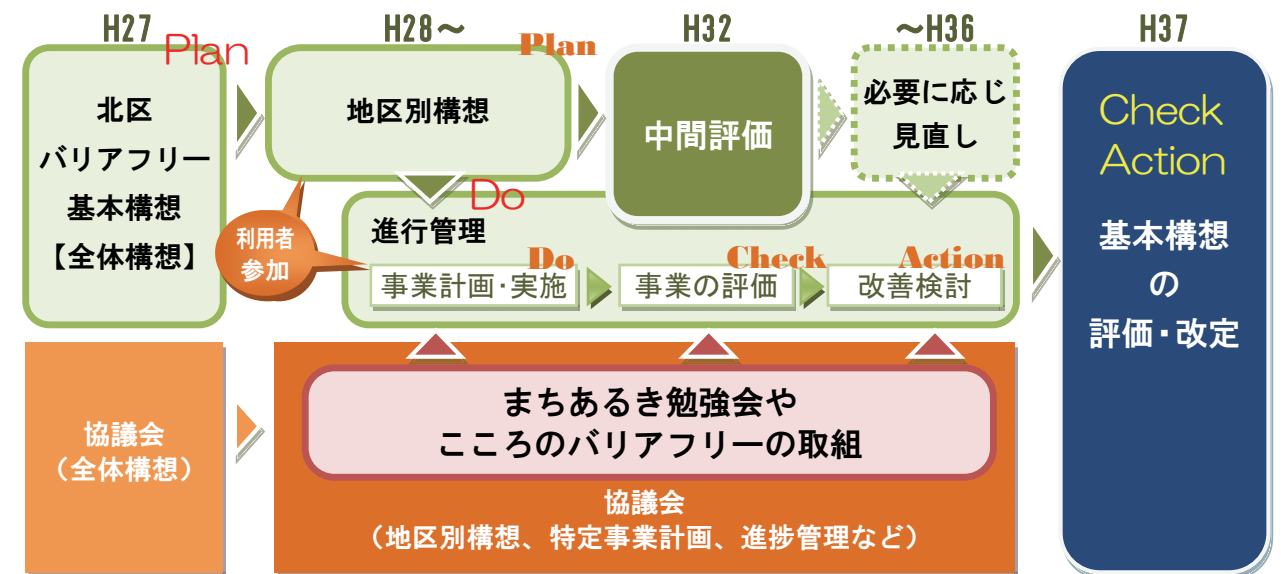 H27
Plan
北区
バリアフリー
基本構想
【全体構想】
H28～
Plan
地区別構想
H32
中間評価
～H36
必要に応じ
見直し
H37
Check
Action
基本構想
の
評価・改定
利用者
参加
Do
進行管理
Do
事業計画・実施
Check
事業の評価
Action
改善検討
協議会
（全体構想）
まちあるき勉強会や
こころのバリアフリーの取組
協議会
（地区別構想、特定事業計画、進捗管理など）